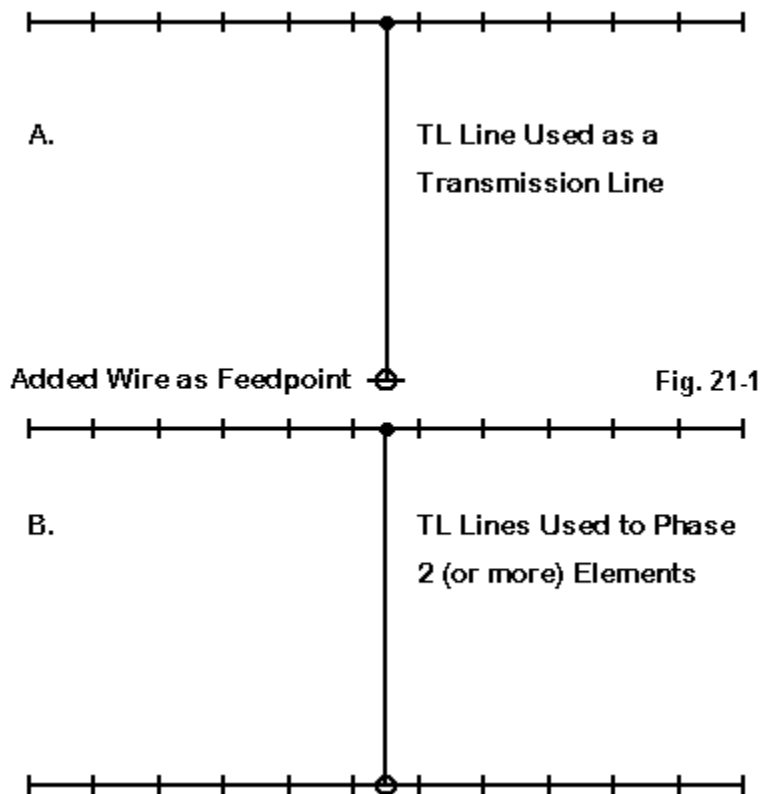 A.
TL Line Used as a
Transmission Line
Added Wire as Feedpoint
Fig. 21-1
B.
TL Lines Used to Phase
2 (or more) Elements